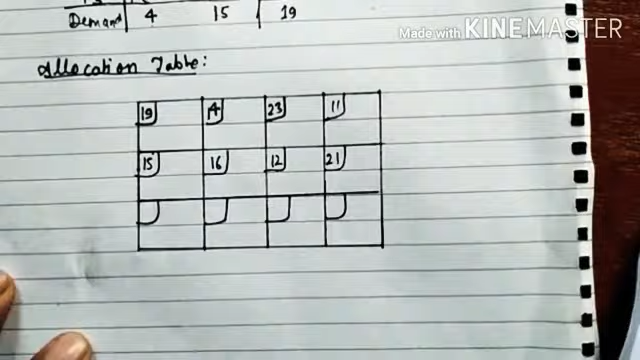 Demand 4 15 19
Made with KINEMASTER
Allocation Table:
19 14 23 11
15 16 12 21